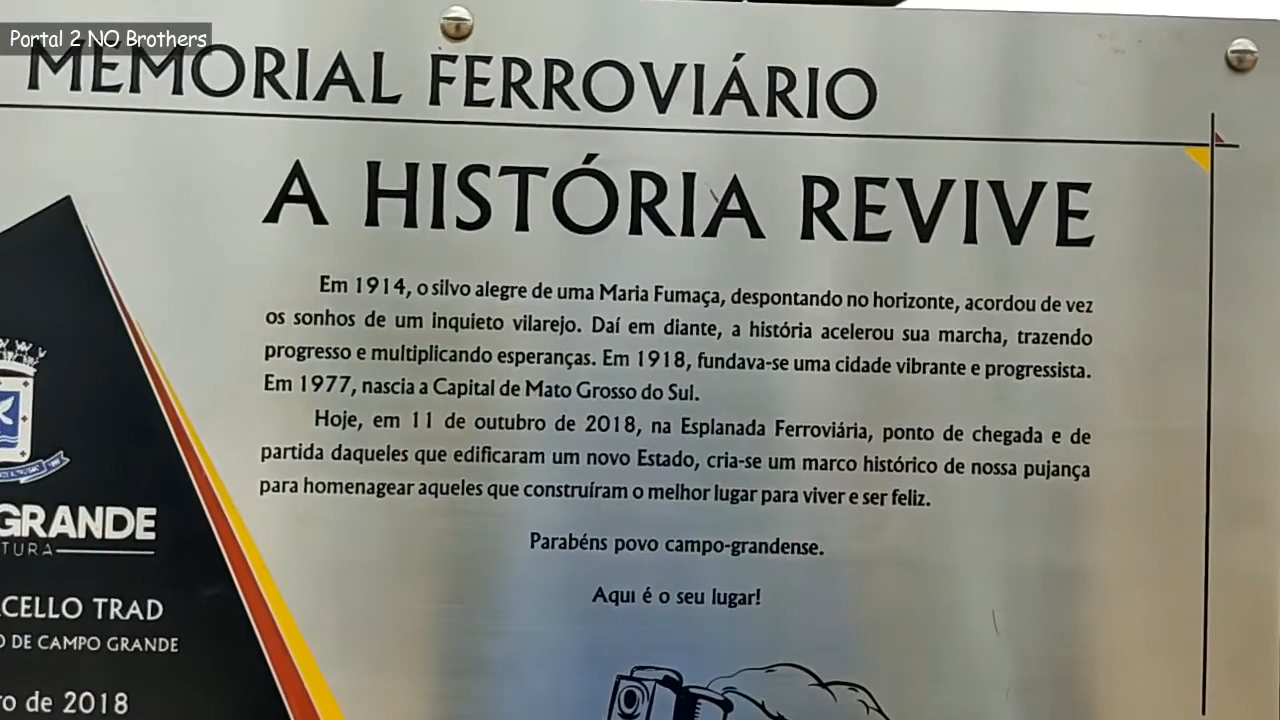 Portal 2 NO Brothers
MEMORIAL FERROVIÁRIO
A HISTÓRIA REVIVE
Em 1914, o silvo alegre de uma Maria Fumaça, despontando no horizonte, acordou de vez
os sonhos de um inquieto vilarejo. Daí em diante, a história acelerou sua marcha, trazendo
progresso e multiplicando esperanças. Em 1918, fundava-se uma cidade vibrante e progressista.
Em 1977, nascia a Capital de Mato Grosso do Sul.
Hoje, em 11 de outubro de 2018, na Esplanada Ferroviária, ponto de chegada e de
partida daqueles que edificaram um novo Estado, cria-se um marco histórico de nossa pujança
para homenagear aqueles que construíram o melhor lugar para viver e ser feliz.
Parabéns povo campo-grandense.
Aqui é o seu lugar!
GRANDE
TURA
CELLO TRAD
O DE CAMPO GRANDE
ro de 2018